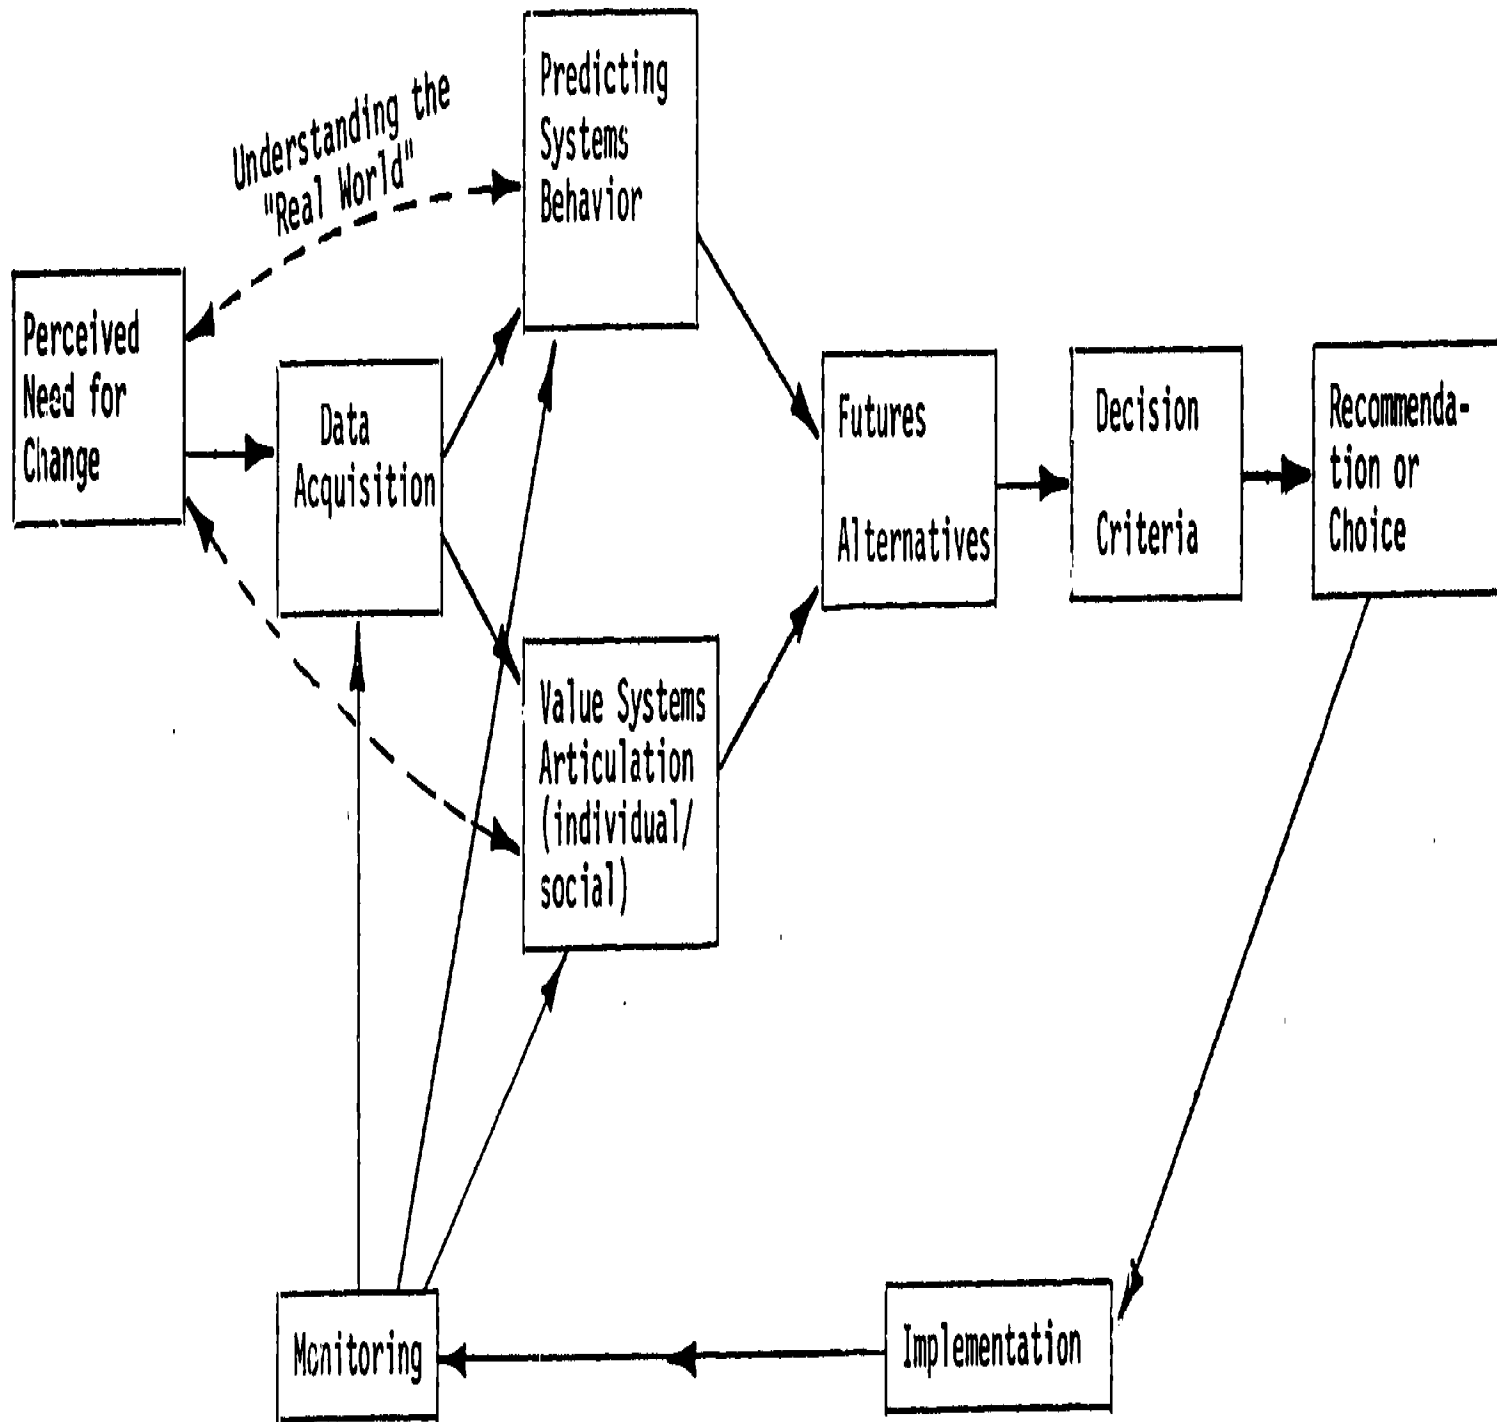 Understanding the
"Real World"
Predicting
Systems
Behavior
Perceived
Need for
Change
Data
Acquisition
Futures
Alternatives
Decision
Criteria
Recommenda-
tion or
Choice
Value Systems
Articulation
(individual/
social)
Monitoring
Implementation